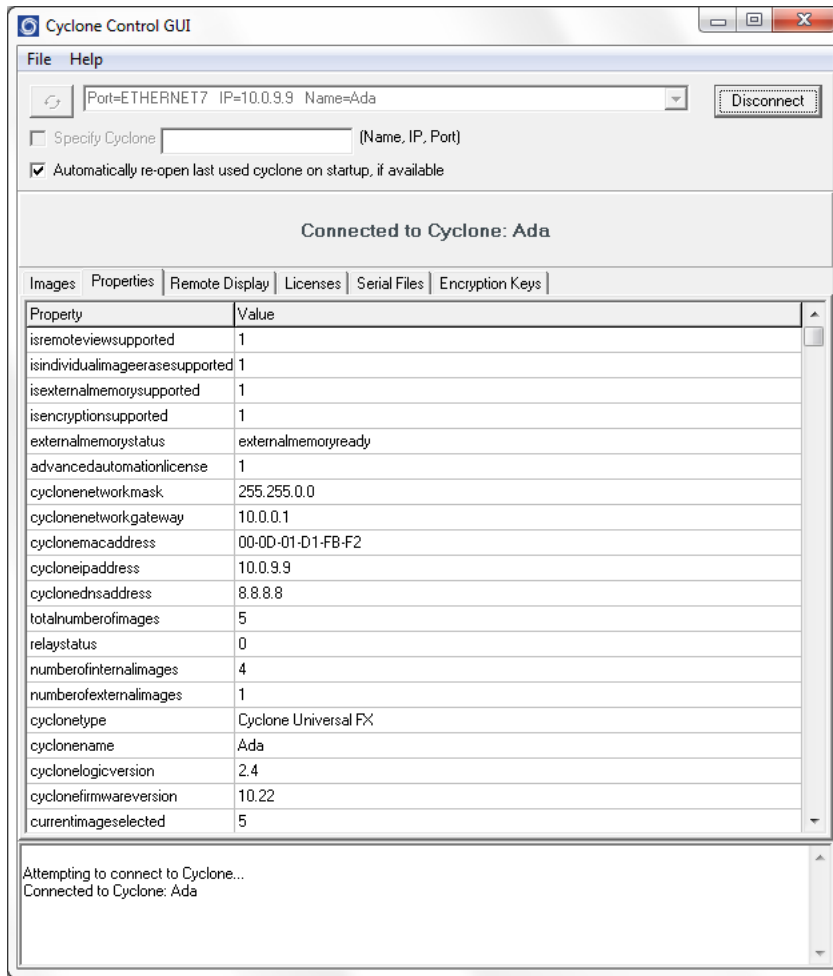 Cyclone Control GUI
File Help
Port=ETHERNET7 IP=10.0.9.9 Name=Ada
Disconnect
Specify Cyclone (Name, IP, Port)
Automatically re-open last used cyclone on startup, if available
Connected to Cyclone: Ada
Images Properties Remote Display Licenses Serial Files Encryption Keys
Property Value
isremoteviewsupported 1
isindividualimageerasesupported 1
isexternalmemorysupported 1
isencryptionsupported 1
externalmemorystatus externalmemoryready
advancedautomationlicense 1
cyclonenetworkmask 255.255.0.0
cyclonenetworkgateway 10.0.0.1
cyclonemacaddress 00-0D-01-D1-FB-F2
cycloneipaddress 10.0.9.9
cyclonednsaddress 8.8.8.8
totalnumberofimages 5
relaystatus 0
numberofinternalimages 4
numberofexternalimages 1
cyclonetype Cyclone Universal FX
cyclonename Ada
cyclonelogicversion 2.4
cyclonefirmwareversion 10.22
currentimageselected 5
Attempting to connect to Cyclone...
Connected to Cyclone: Ada